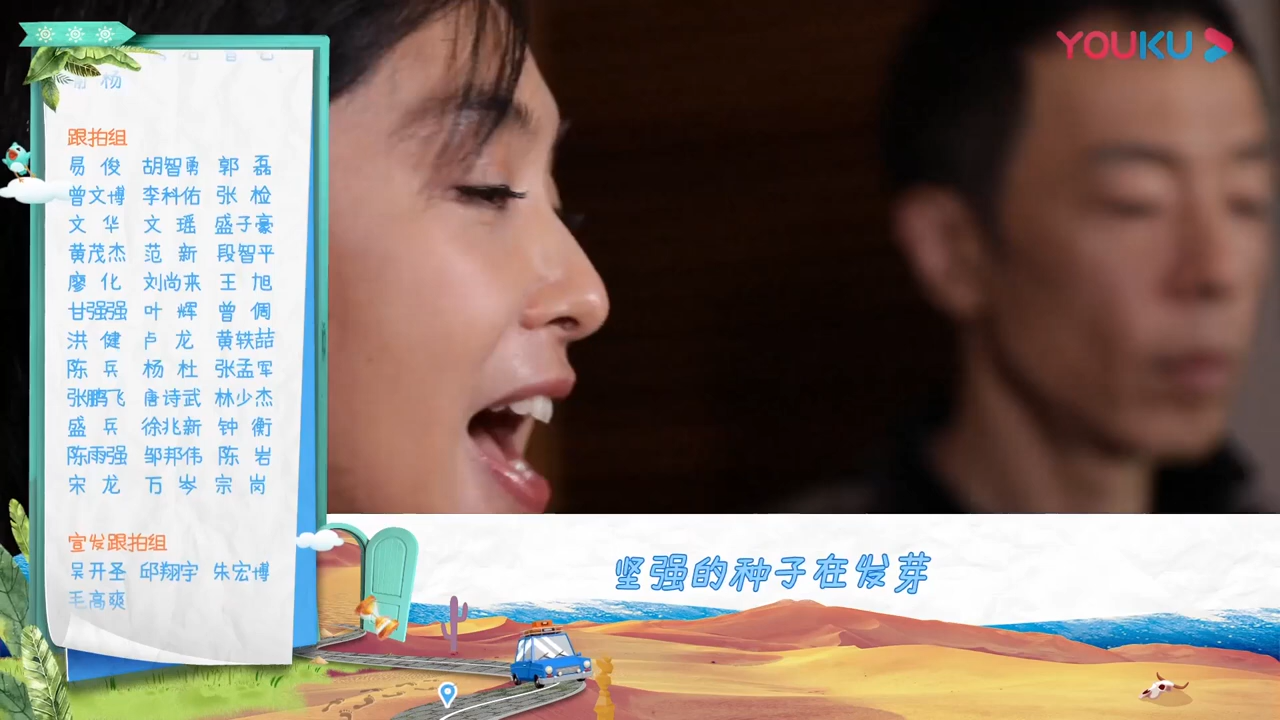 YOUKU
杨
跟拍组
易 俊 胡智勇 郭 磊
曾文博 李科佑 张 检
文 华 文 瑶 盛子豪
黄茂杰 范 新 段智平
廖 化 刘尚来 王 旭
甘强强 叶 辉 曾 倜
洪 健 卢 龙 黄轶喆
陈 兵 杨 杜 张孟军
张鹏飞 唐诗武 林少杰
盛 兵 徐兆新 钟 衡
陈雨强 邹邦伟 陈 岩
宋 龙 万 岑 宗 岗
宣发跟拍组
吴开圣 邱翔宇 朱宏博
毛高爽
坚强的种子在发芽